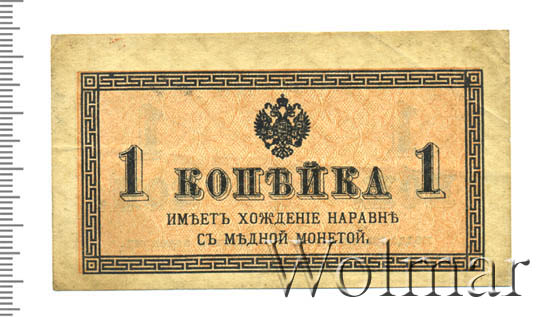 1 КОПѢЙКА 1
ИМѢЕТЪ ХОЖДЕНІЕ НАРАВНѢ
СЪ МѢДНОЙ МОНЕТОЙ.
Wolmar